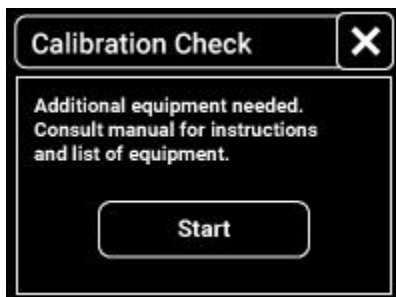 Calibration Check
Additional equipment needed.
Consult manual for instructions
and list of equipment.
Start